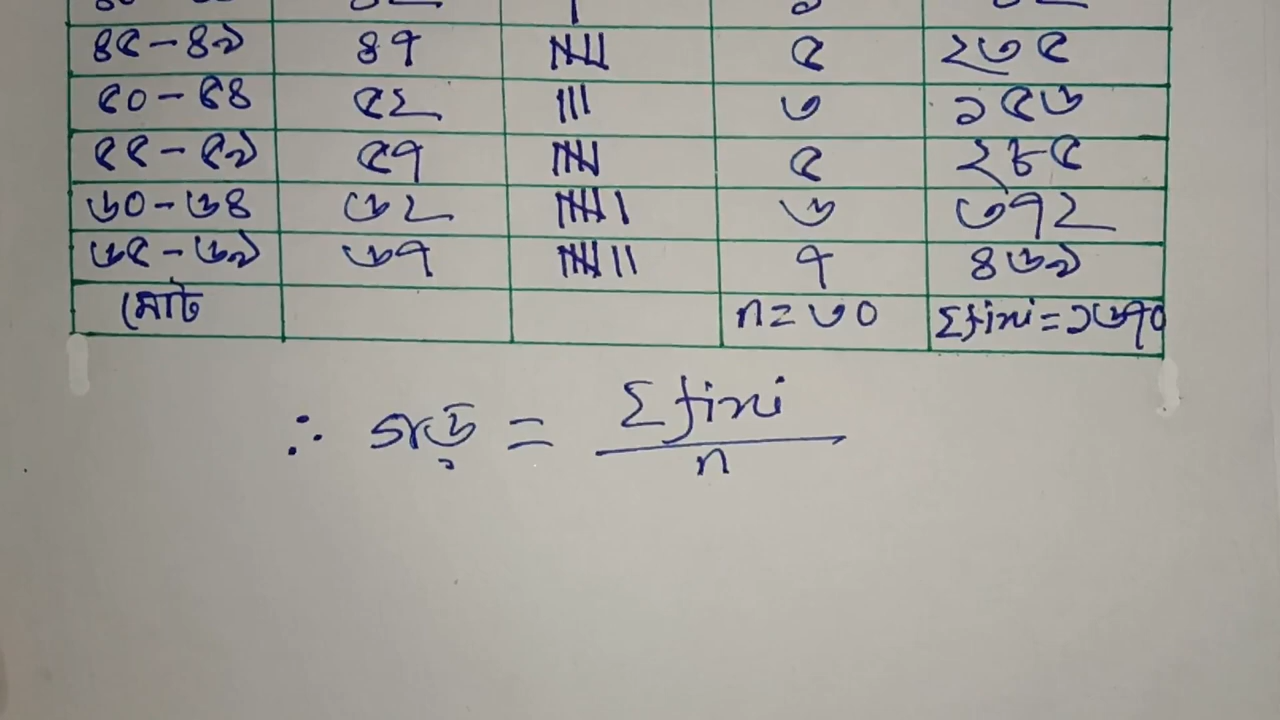 ৪৫-৪৯ ৪৭ ৫ ২৩৫
৫০-৫৪ ৫২ ||| ৩ ১৫৬
৫৫-৫৯ ৫৭ ৫ ২৮৫
৬০-৬৪ ৬২ ৬ ৩৭২
৬৫-৬৯ ৬৭ ৭ ৪৬৯
মোট n=৩০ Σfixi=১৬৭০
∴ গড় = Σfixi
n